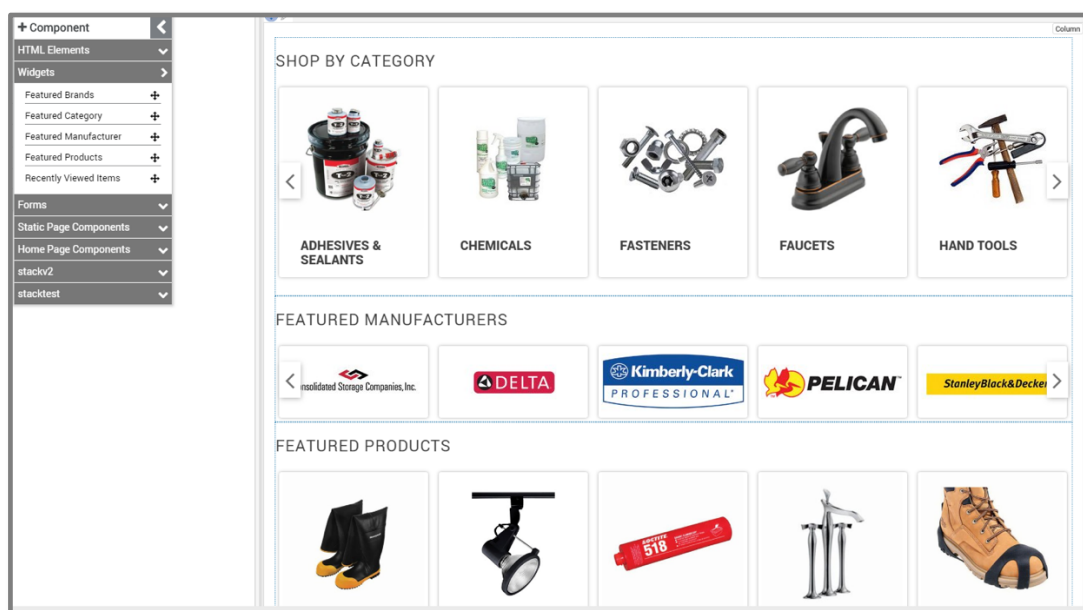 + Component
HTML Elements
Widgets
Featured Brands
Featured Category
Featured Manufacturer
Featured Products
Recently Viewed Items
Forms
Static Page Components
Home Page Components
stackv2
stacktest
Column
SHOP BY CATEGORY
ADHESIVES &
SEALANTS
CHEMICALS
FASTENERS
FAUCETS
HAND TOOLS
FEATURED MANUFACTURERS
nsolidated Storage Companies, Inc.
DELTA
Kimberly-Clark
PROFESSIONAL*
PELICAN™
StanleyBlack&Decker
FEATURED PRODUCTS
LOCTITE
518